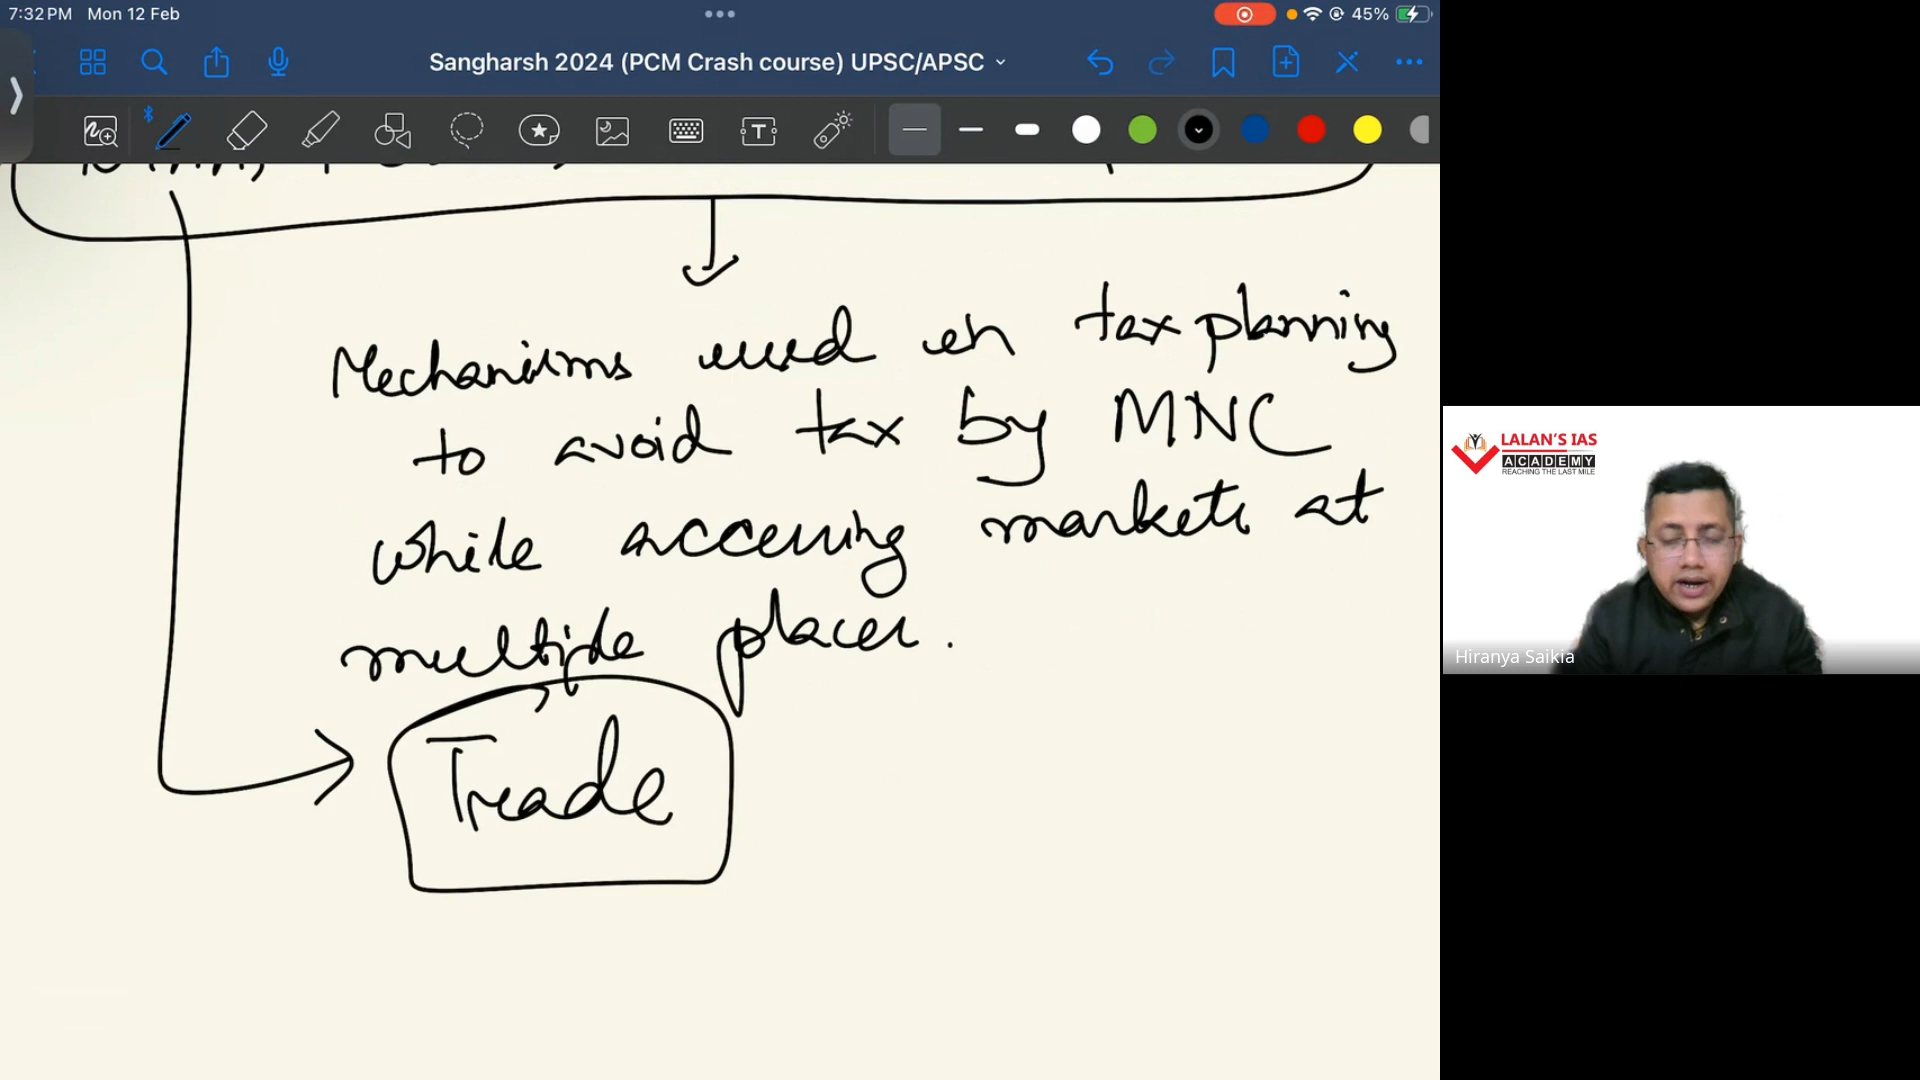 7:32 PM Mon 12 Feb
45%
Sangharsh 2024 (PCM Crash course) UPSC/APSC
T
Mechanisms used in tax planning
to avoid tax by MNC
while accessing markets at
multiple places.
Trade
LALAN'S IAS
ACADEMY
REACHING THE LAST MILE
Hiranya Saikia